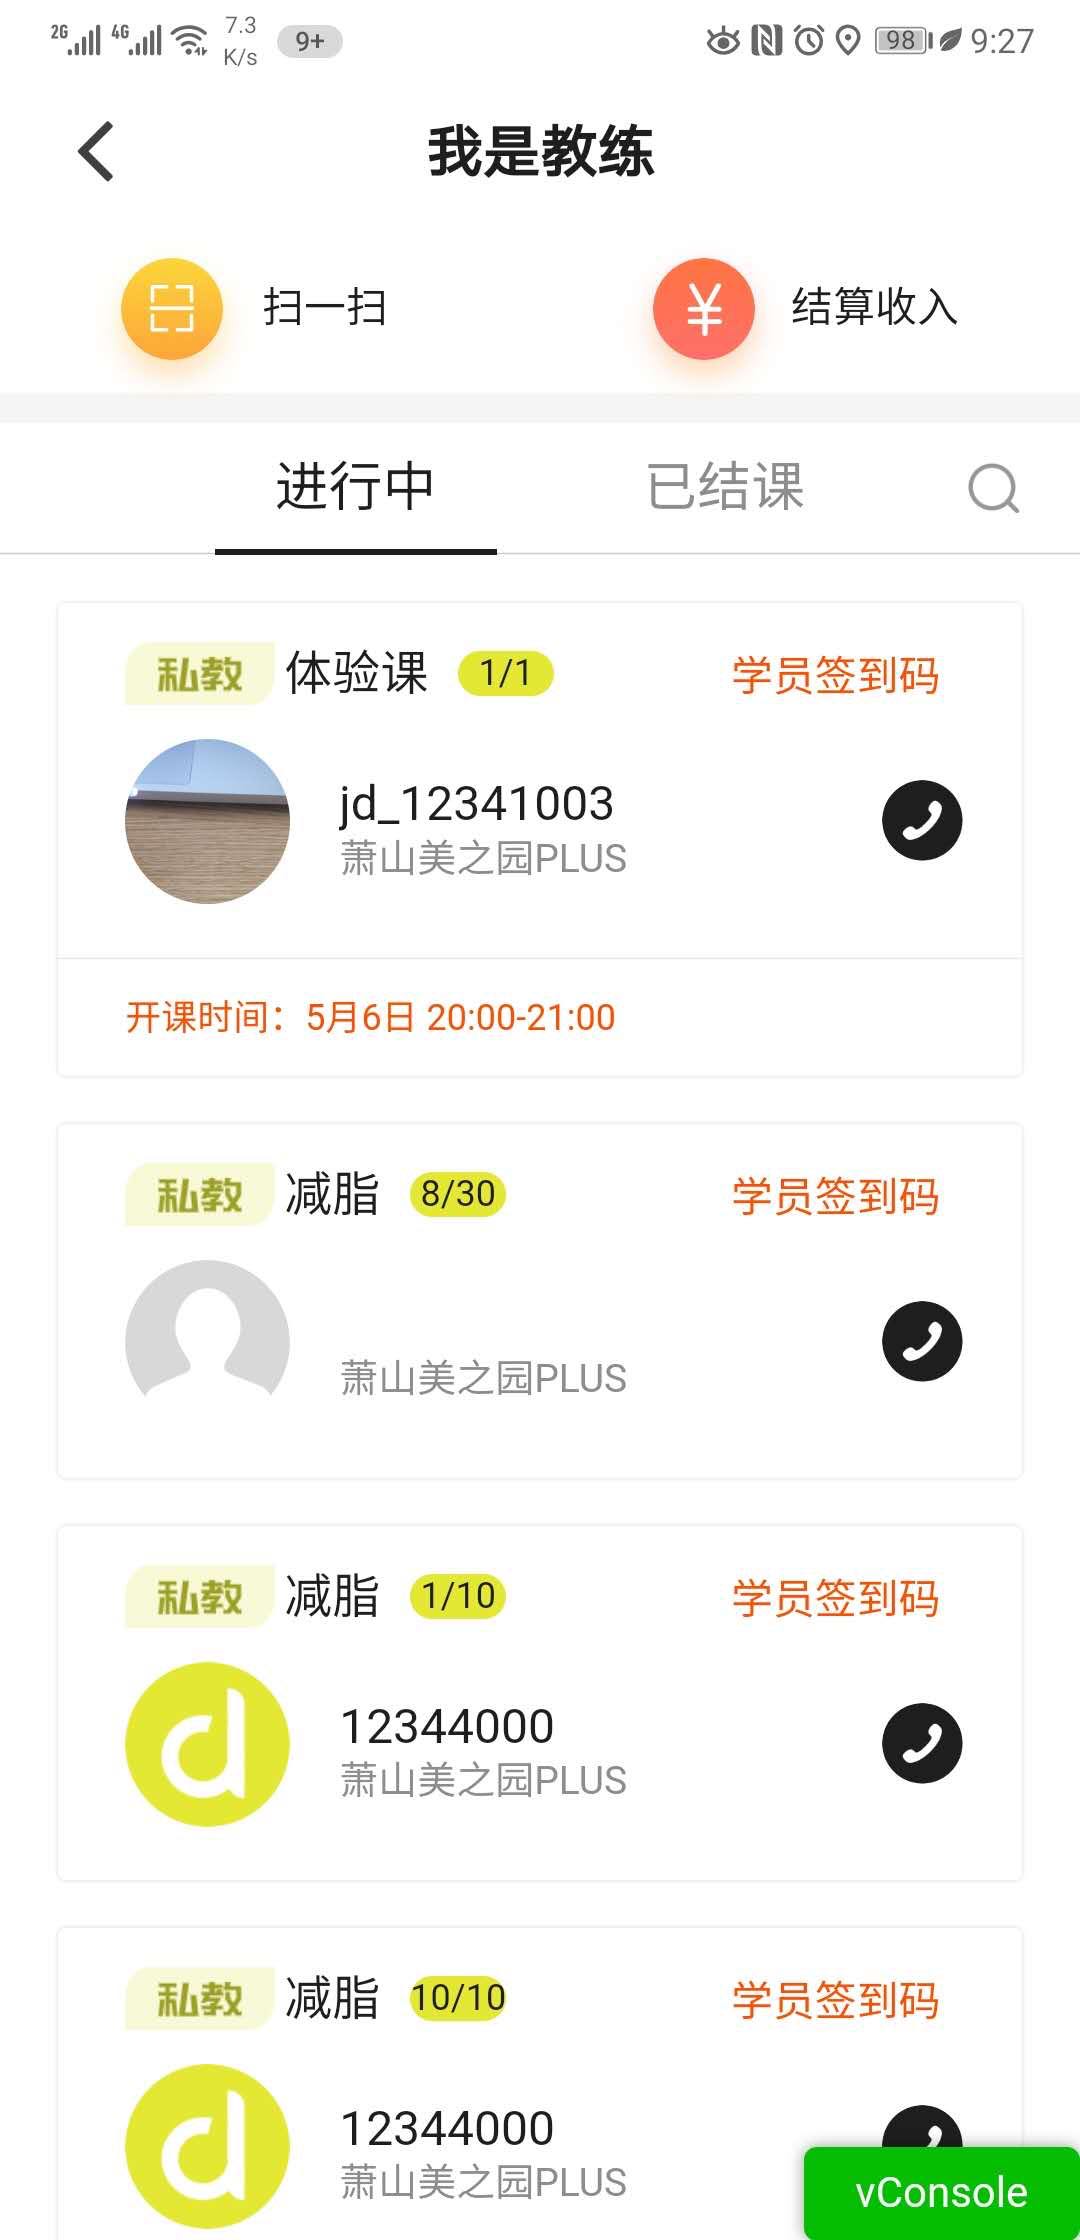 2G 4G 7.3 K/s 9+ 98 9:27
我是教练
扫一扫 结算收入
进行中 已结课
私教 体验课 1/1 学员签到码
jd_12341003
萧山美之园PLUS
开课时间：5月6日 20:00-21:00
私教 减脂 8/30 学员签到码
萧山美之园PLUS
私教 减脂 1/10 学员签到码
12344000
萧山美之园PLUS
私教 减脂 10/10 学员签到码
12344000
萧山美之园PLUS
vConsole